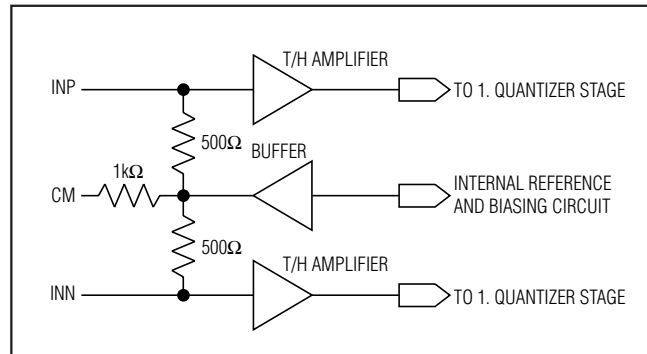 T/H AMPLIFIER
INP
TO 1. QUANTIZER STAGE
500Ω
BUFFER
1kΩ
CM
INTERNAL REFERENCE
AND BIASING CIRCUIT
500Ω
T/H AMPLIFIER
INN
TO 1. QUANTIZER STAGE